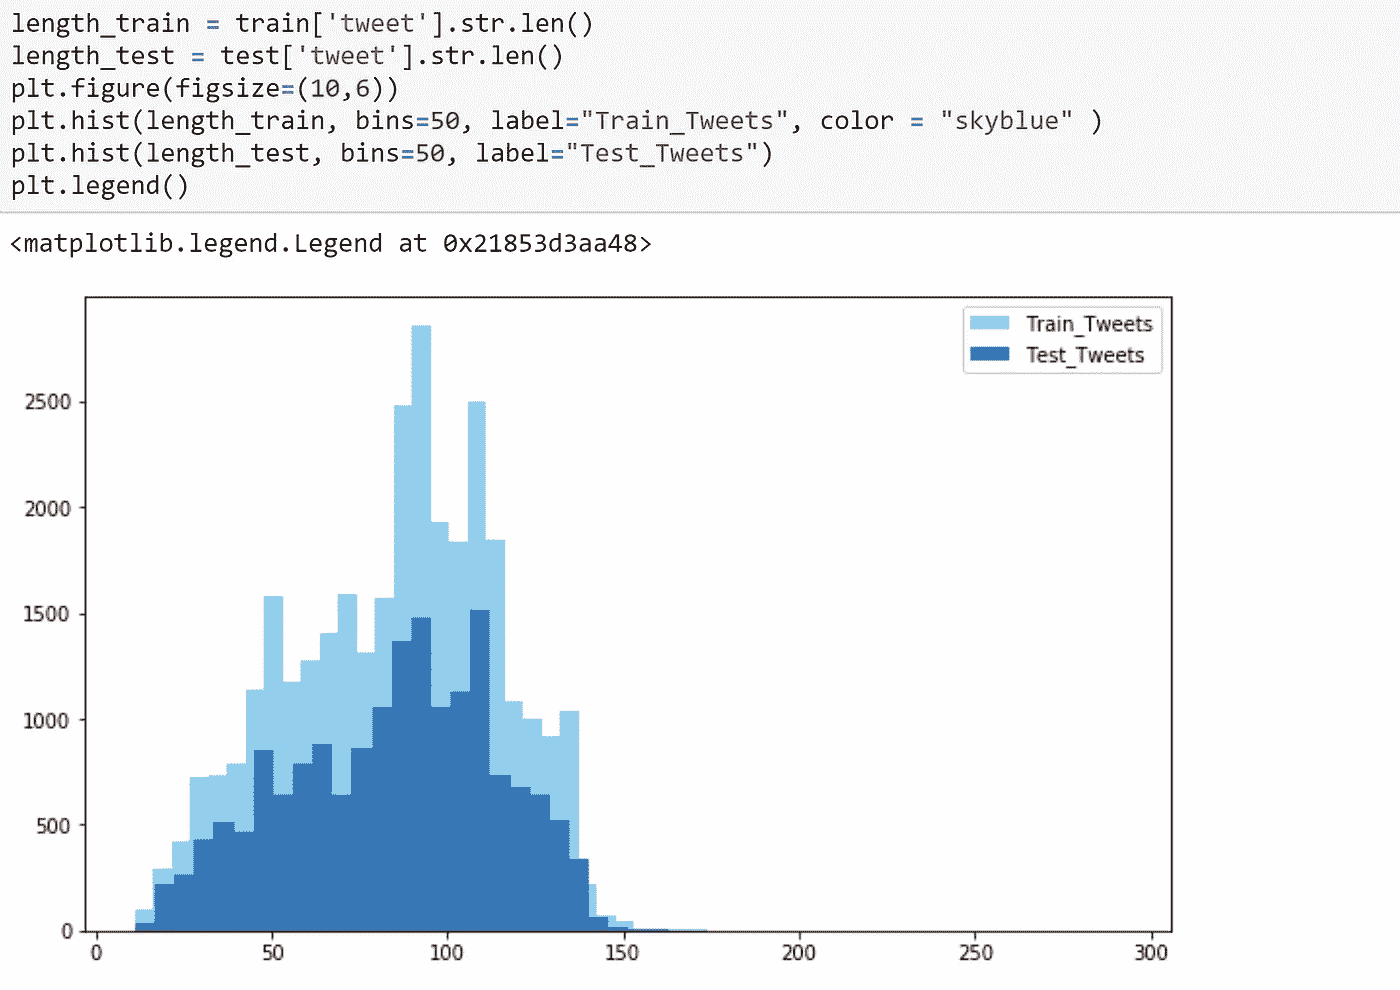 length_train = train['tweet'].str.len()
length_test = test['tweet'].str.len()
plt.figure(figsize=(10,6))
plt.hist(length_train, bins=50, label="Train_Tweets", color = "skyblue" )
plt.hist(length_test, bins=50, label="Test_Tweets")
plt.legend()
<matplotlib.legend.Legend at 0x21853d3aa48>
Train_Tweets
Test_Tweets
2500
2000
1500
1000
500
0
0 50 100 150 200 250 300